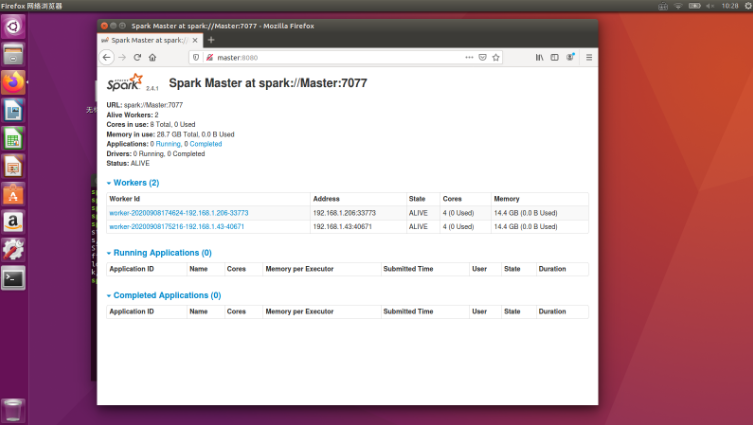 Firefox 网络浏览器
10:28
Spark Master at spark://Master:7077 - Mozilla Firefox
Spark Master at spark://
master:8080
Spark 2.4.1 Spark Master at spark://Master:7077
URL: spark://Master:7077
Alive Workers: 2
Cores in use: 8 Total, 0 Used
Memory in use: 28.7 GB Total, 0.0 B Used
Applications: 0 Running, 0 Completed
Drivers: 0 Running, 0 Completed
Status: ALIVE
Workers (2)
Worker Id Address State Cores Memory
worker-20200908174624-192.168.1.206-33773 192.168.1.206:33773 ALIVE 4 (0 Used) 14.4 GB (0.0 B Used)
worker-20200908175216-192.168.1.43-40671 192.168.1.43:40671 ALIVE 4 (0 Used) 14.4 GB (0.0 B Used)
Running Applications (0)
Application ID Name Cores Memory per Executor Submitted Time User State Duration
Completed Applications (0)
Application ID Name Cores Memory per Executor Submitted Time User State Duration